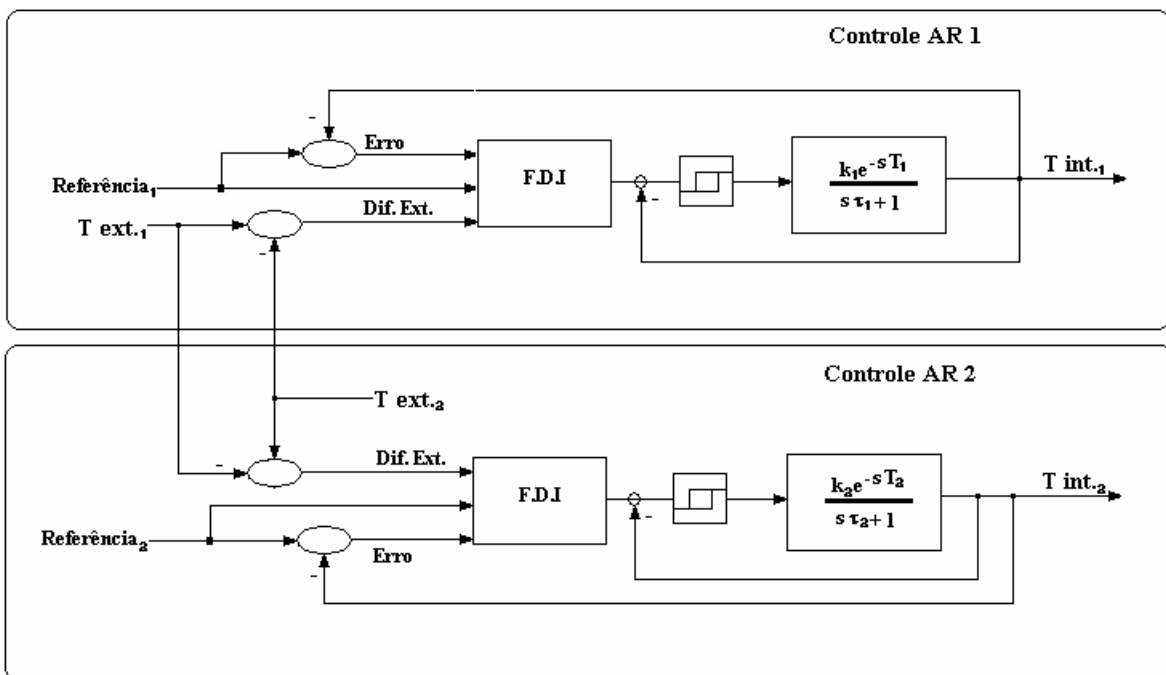 Controle AR 1
-
Erro
Referência₁
F.D.I
-
k₁e^-sT₁
sτ₁+1
T int.₁
Dif. Ext.
T ext.₁
-
Controle AR 2
T ext.₂
-
Dif. Ext.
F.D.I
-
k₂e^-sT₂
sτ₂+1
T int.₂
Referência₂
Erro
-